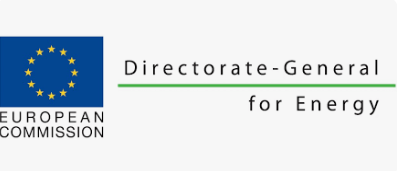 Directorate-General
for Energy
EUROPEAN
COMMISSION